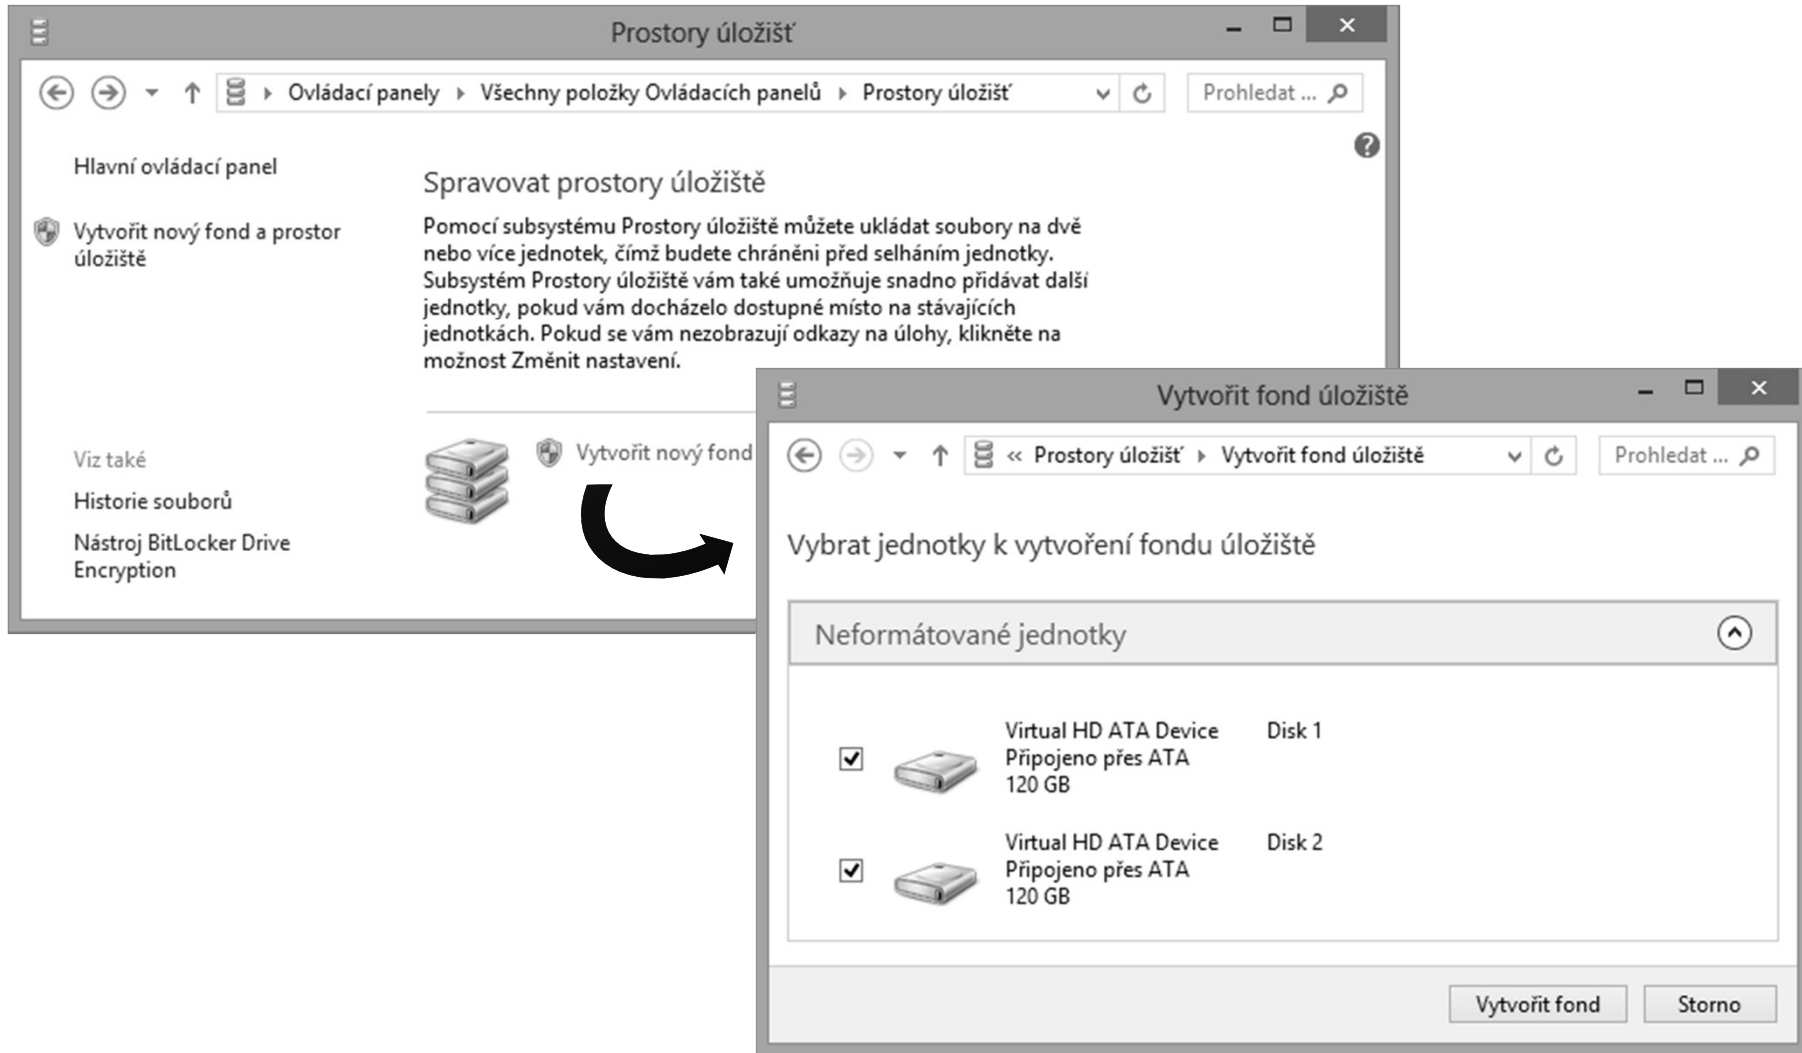 Prostory úložišť
Ovládací panely Všechny položky Ovládacích panelů Prostory úložišť
Prohledat ...
Hlavní ovládací panel
Vytvořit nový fond a prostor
úložiště
Spravovat prostory úložiště
Pomocí subsystému Prostory úložiště můžete ukládat soubory na dvě
nebo více jednotek, čímž budete chráněni před selháním jednotky.
Subsystém Prostory úložiště vám také umožňuje snadno přidávat další
jednotky, pokud vám docházelo dostupné místo na stávajících
jednotkách. Pokud se vám nezobrazují odkazy na úlohy, klikněte na
možnost Změnit nastavení.
Vytvořit nový fond
Viz také
Historie souborů
Nástroj BitLocker Drive
Encryption
Vytvořit fond úložiště
« Prostory úložišť Vytvořit fond úložiště
Prohledat ...
Vybrat jednotky k vytvoření fondu úložiště
Neformátované jednotky
Virtual HD ATA Device Disk 1
Připojeno přes ATA
120 GB
Virtual HD ATA Device Disk 2
Připojeno přes ATA
120 GB
Vytvořit fond
Storno